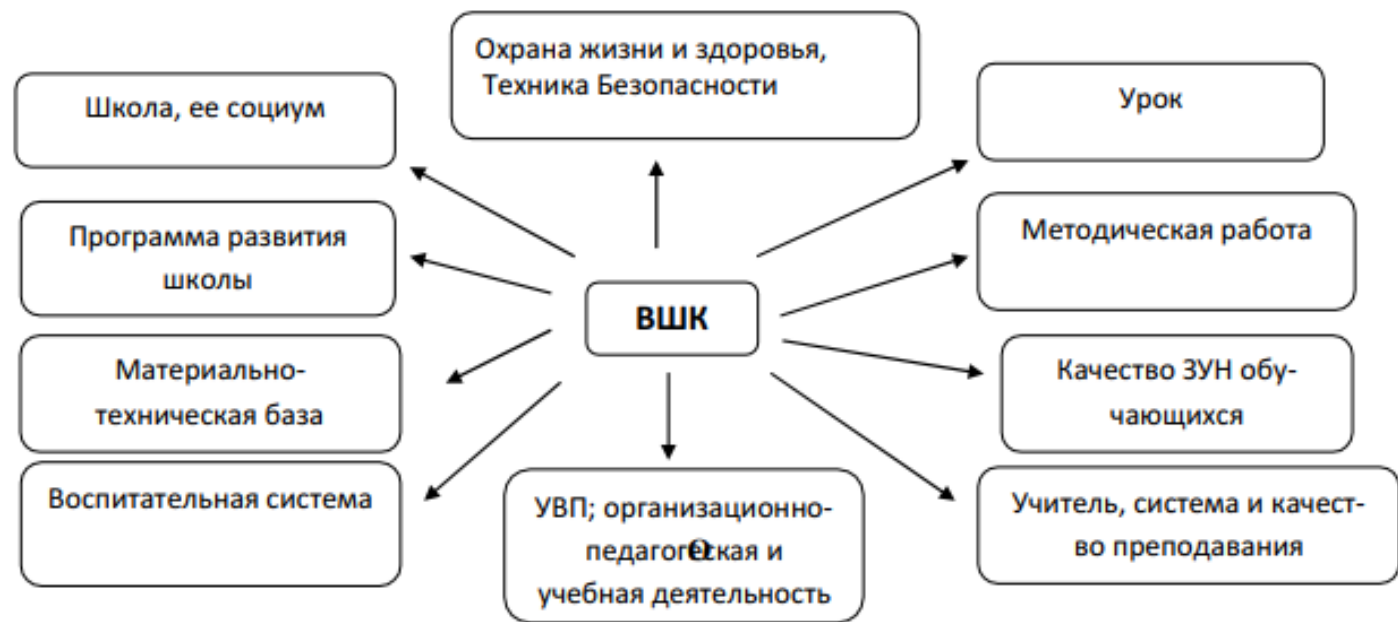 Охрана жизни и здоровья,
Техника Безопасности
Школа, ее социум
Урок
Программа развития
школы
Методическая работа
ВШК
Материально-
техническая база
Качество ЗУН обу-
чающихся
Воспитательная система
УВП; организационно-
и
учебная деятельность
Учитель, система и качест-
во преподавания